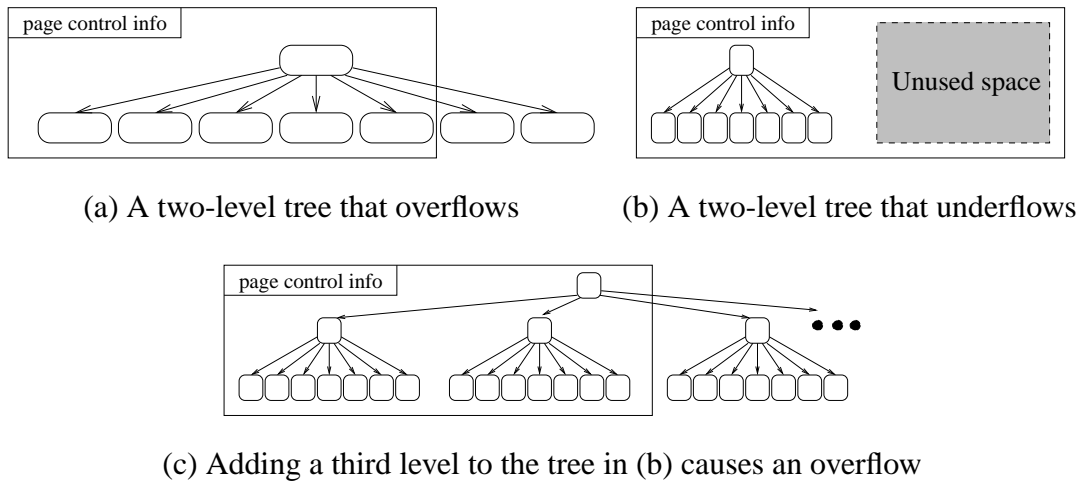 page control info
page control info
Unused space
(a) A two-level tree that overflows
(b) A two-level tree that underflows
page control info
(c) Adding a third level to the tree in (b) causes an overflow